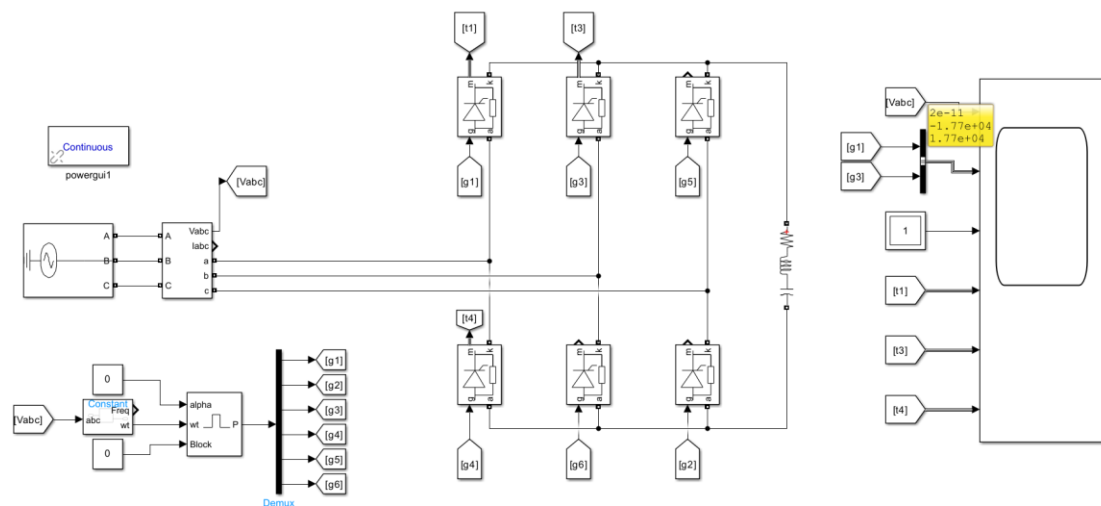 [t1]
[t3]
m
k
g
a
m
k
g
a
m
k
g
a
[Vabc]
2e-11
-1.77e+04
1.77e+04
Continuous
powergui1
[g1]
[g3]
[g5]
[g1]
[g3]
[Vabc]
A
B
C
A
B
C
Vabc
Iabc
a
b
c
1
[t1]
[t4]
m
k
g
a
m
k
g
a
m
k
g
a
[t3]
[t4]
0
Constant
[Vabc]
abc
Freq
wt
0
alpha
wt
Block
P
[g1]
[g2]
[g3]
[g4]
[g5]
[g6]
Demux
[g4]
[g6]
[g2]